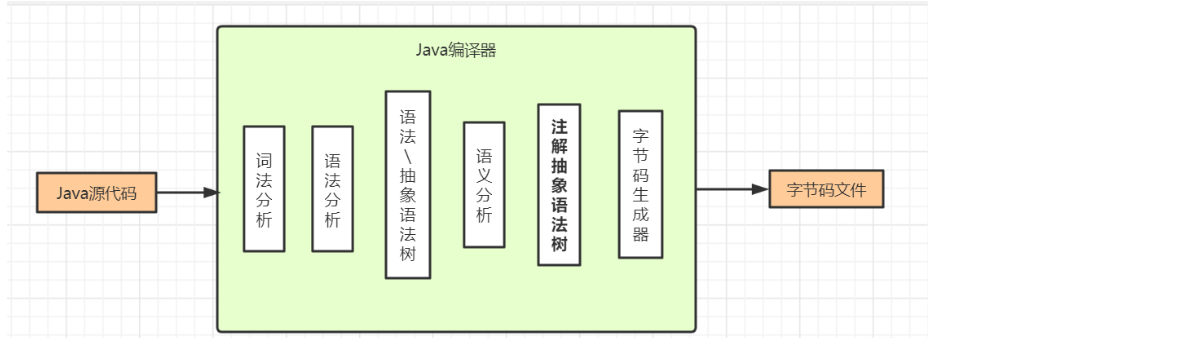 Java编译器
Java源代码
词法分析
语法分析
语法\抽象语法树
语义分析
注解抽象语法树
字节码生成器
字节码文件